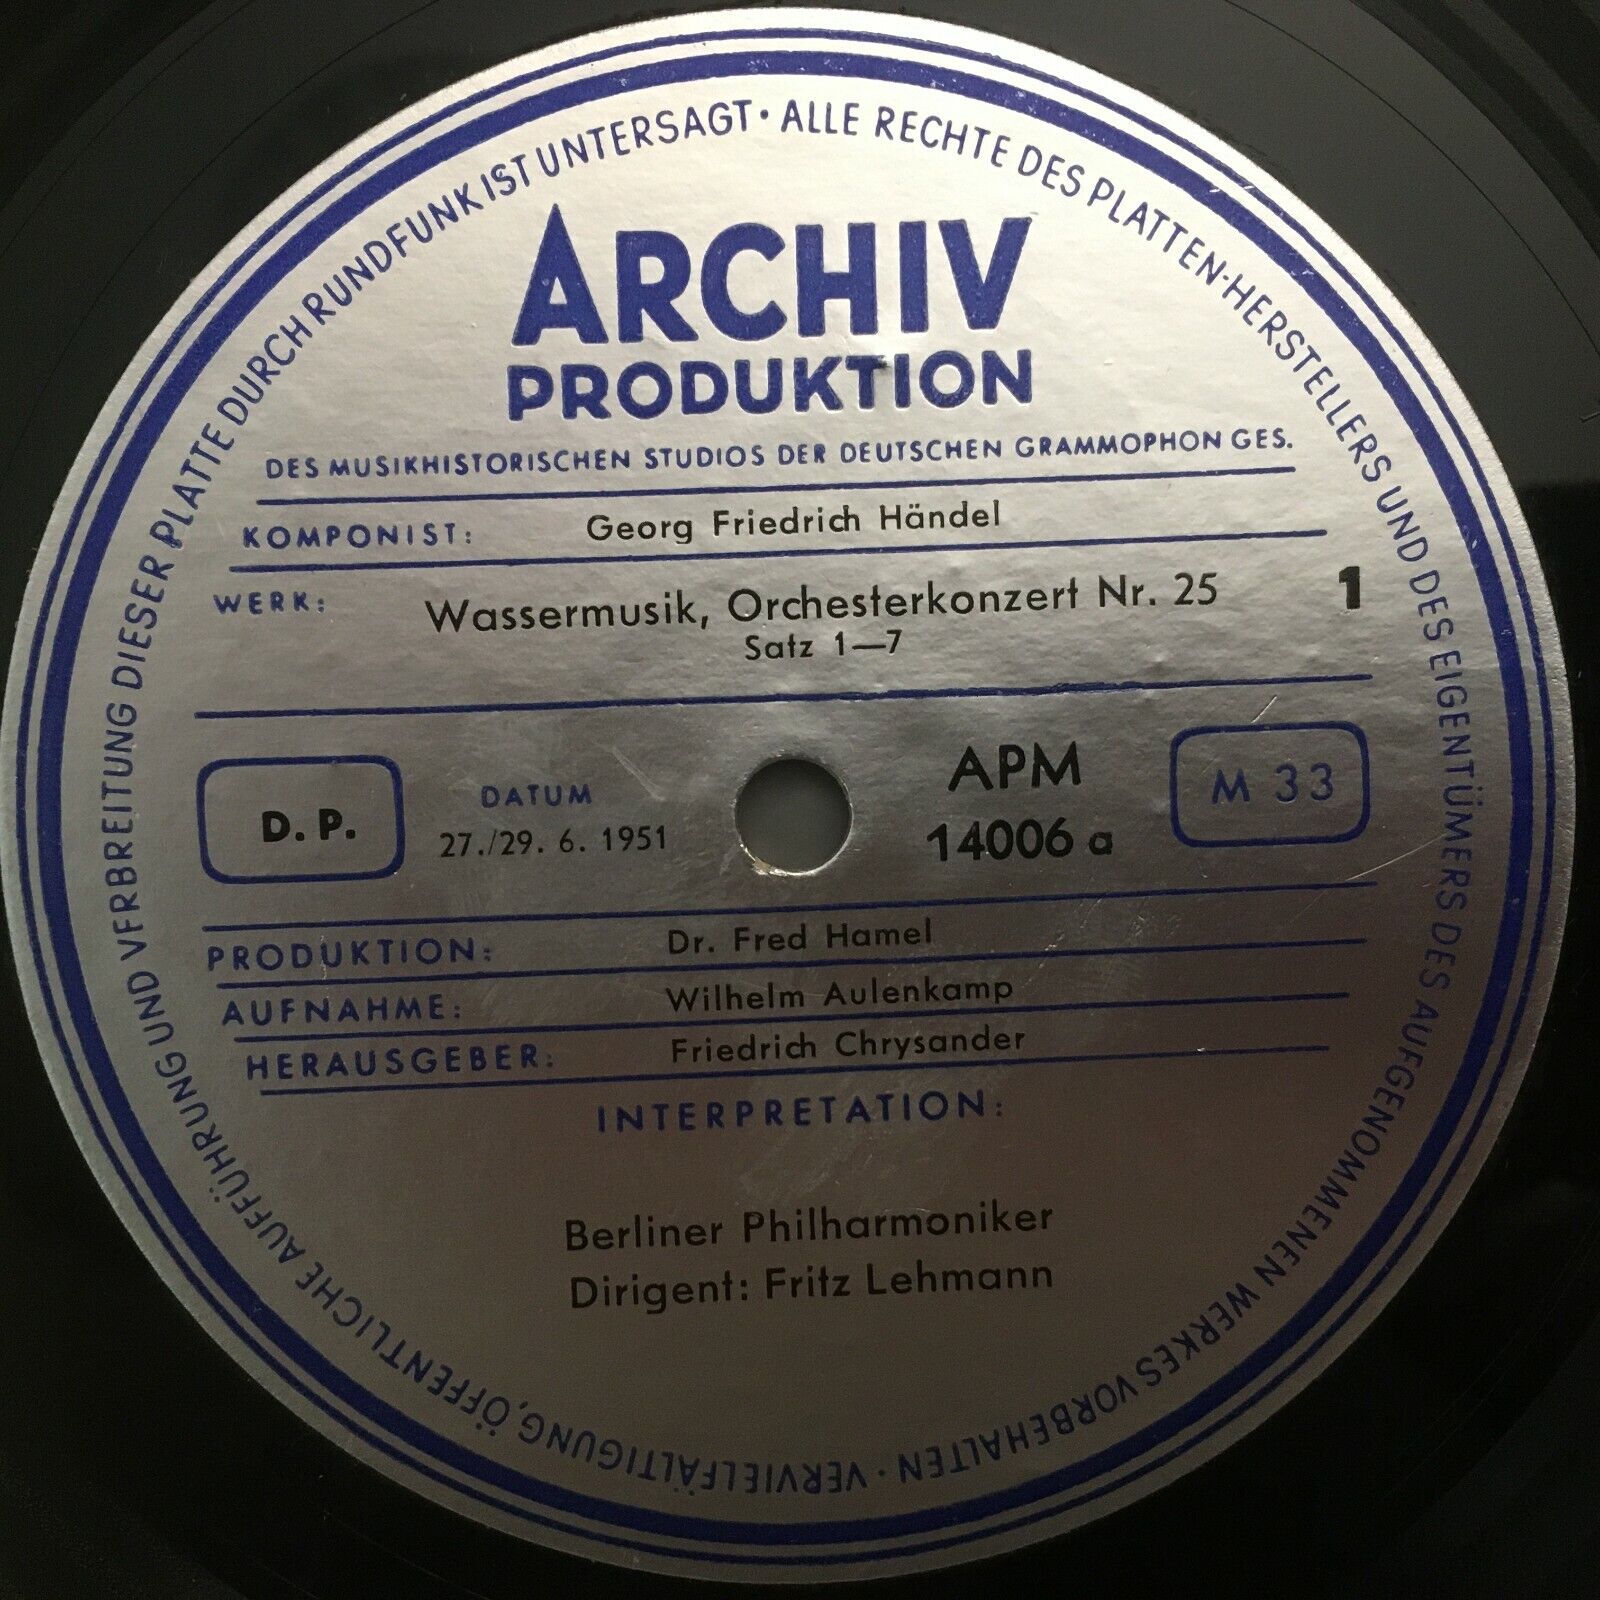 ALLE RECHTE DES PLATTEN-HERSTELLERS UND DES EIGENTÜMERS DES AUFGENOMMENEN WERKES VORBEHALTEN · VERVIELFÄLTIGUNG, ÖFFENTLICHE AUFFÜHRUNG UND VERBREITUNG DIESER PLATTE DURCH RUNDFUNK IST UNTERSAGT ·
ARCHIV
PRODUKTION
DES MUSIKHISTORISCHEN STUDIOS DER DEUTSCHEN GRAMMOPHON GES.
KOMPONIST: Georg Friedrich Händel
WERK: Wassermusik, Orchesterkonzert Nr. 25 1
Satz 1—7
D. P.
DATUM
27./29. 6. 1951
APM
14006 a
M 33
PRODUKTION: Dr. Fred Hamel
AUFNAHME: Wilhelm Aulenkamp
HERAUSGEBER: Friedrich Chrysander
INTERPRETATION:
Berliner Philharmoniker
Dirigent: Fritz Lehmann